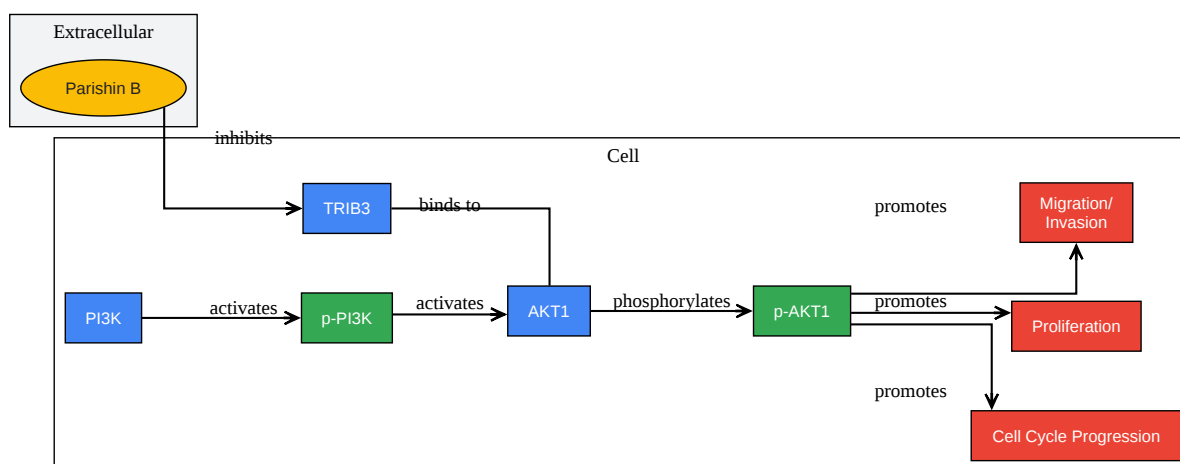 Extracellular
Parishin B
inhibits
Cell
TRIB3
binds to
promotes
Migration/
Invasion
PI3K
activates
p-PI3K
activates
AKT1
phosphorylates
p-AKT1
promotes
Proliferation
promotes
Cell Cycle Progression